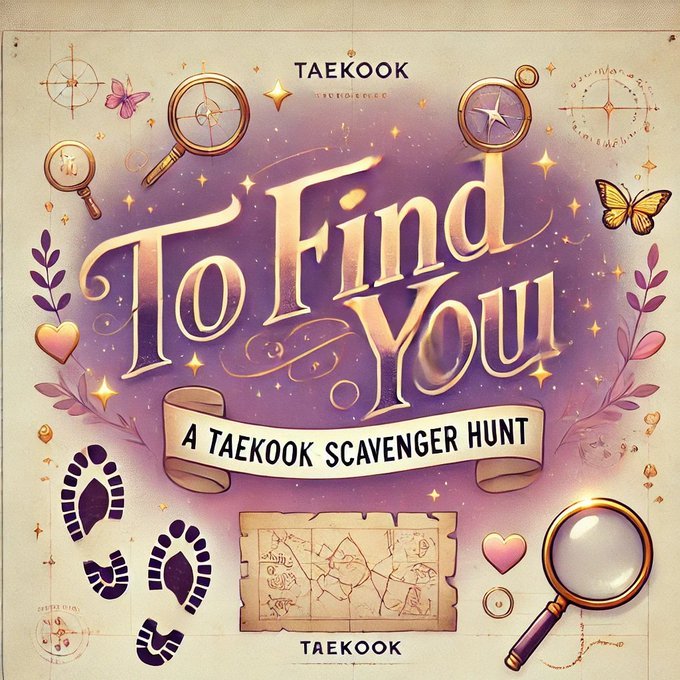 TAEKOOK
To Find
You
A TAEKOOK SCAVENGER HUNT
TAEKOOK